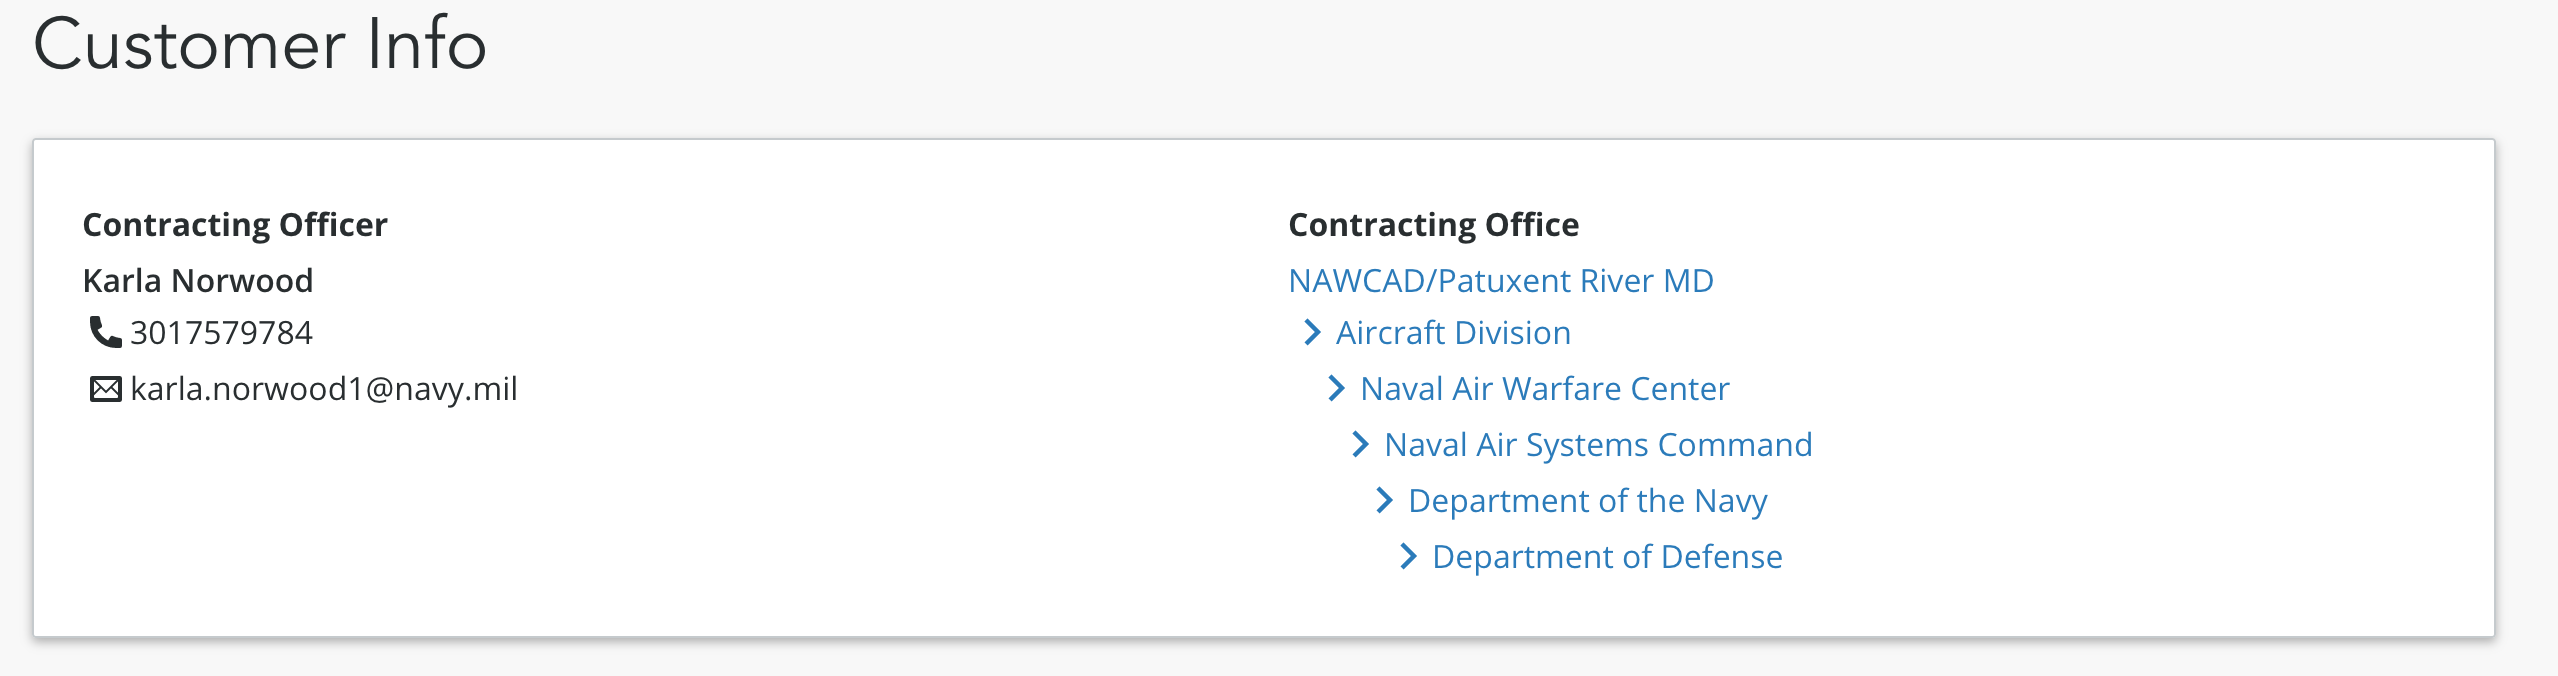 Customer Info
Contracting Officer
Karla Norwood
3017579784
karla.norwood1@navy.mil
Contracting Office
NAWCAD/Patuxent River MD
Aircraft Division
Naval Air Warfare Center
Naval Air Systems Command
Department of the Navy
Department of Defense